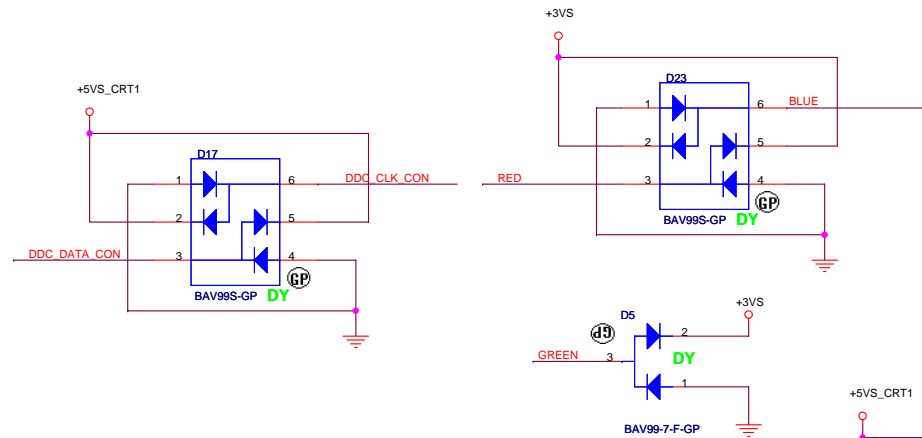 +3VS
D23
1
6
BLUE
2
5
RED
3
4
GP
BAV99S-GP
DY
+5VS_CRT1
D17
1
6
DDC_CLK_CON
2
5
DDC_DATA_CON
3
4
GP
BAV99S-GP
DY
+3VS
D5
GP
2
GREEN
3
DY
1
BAV99-7-F-GP
+5VS_CRT1